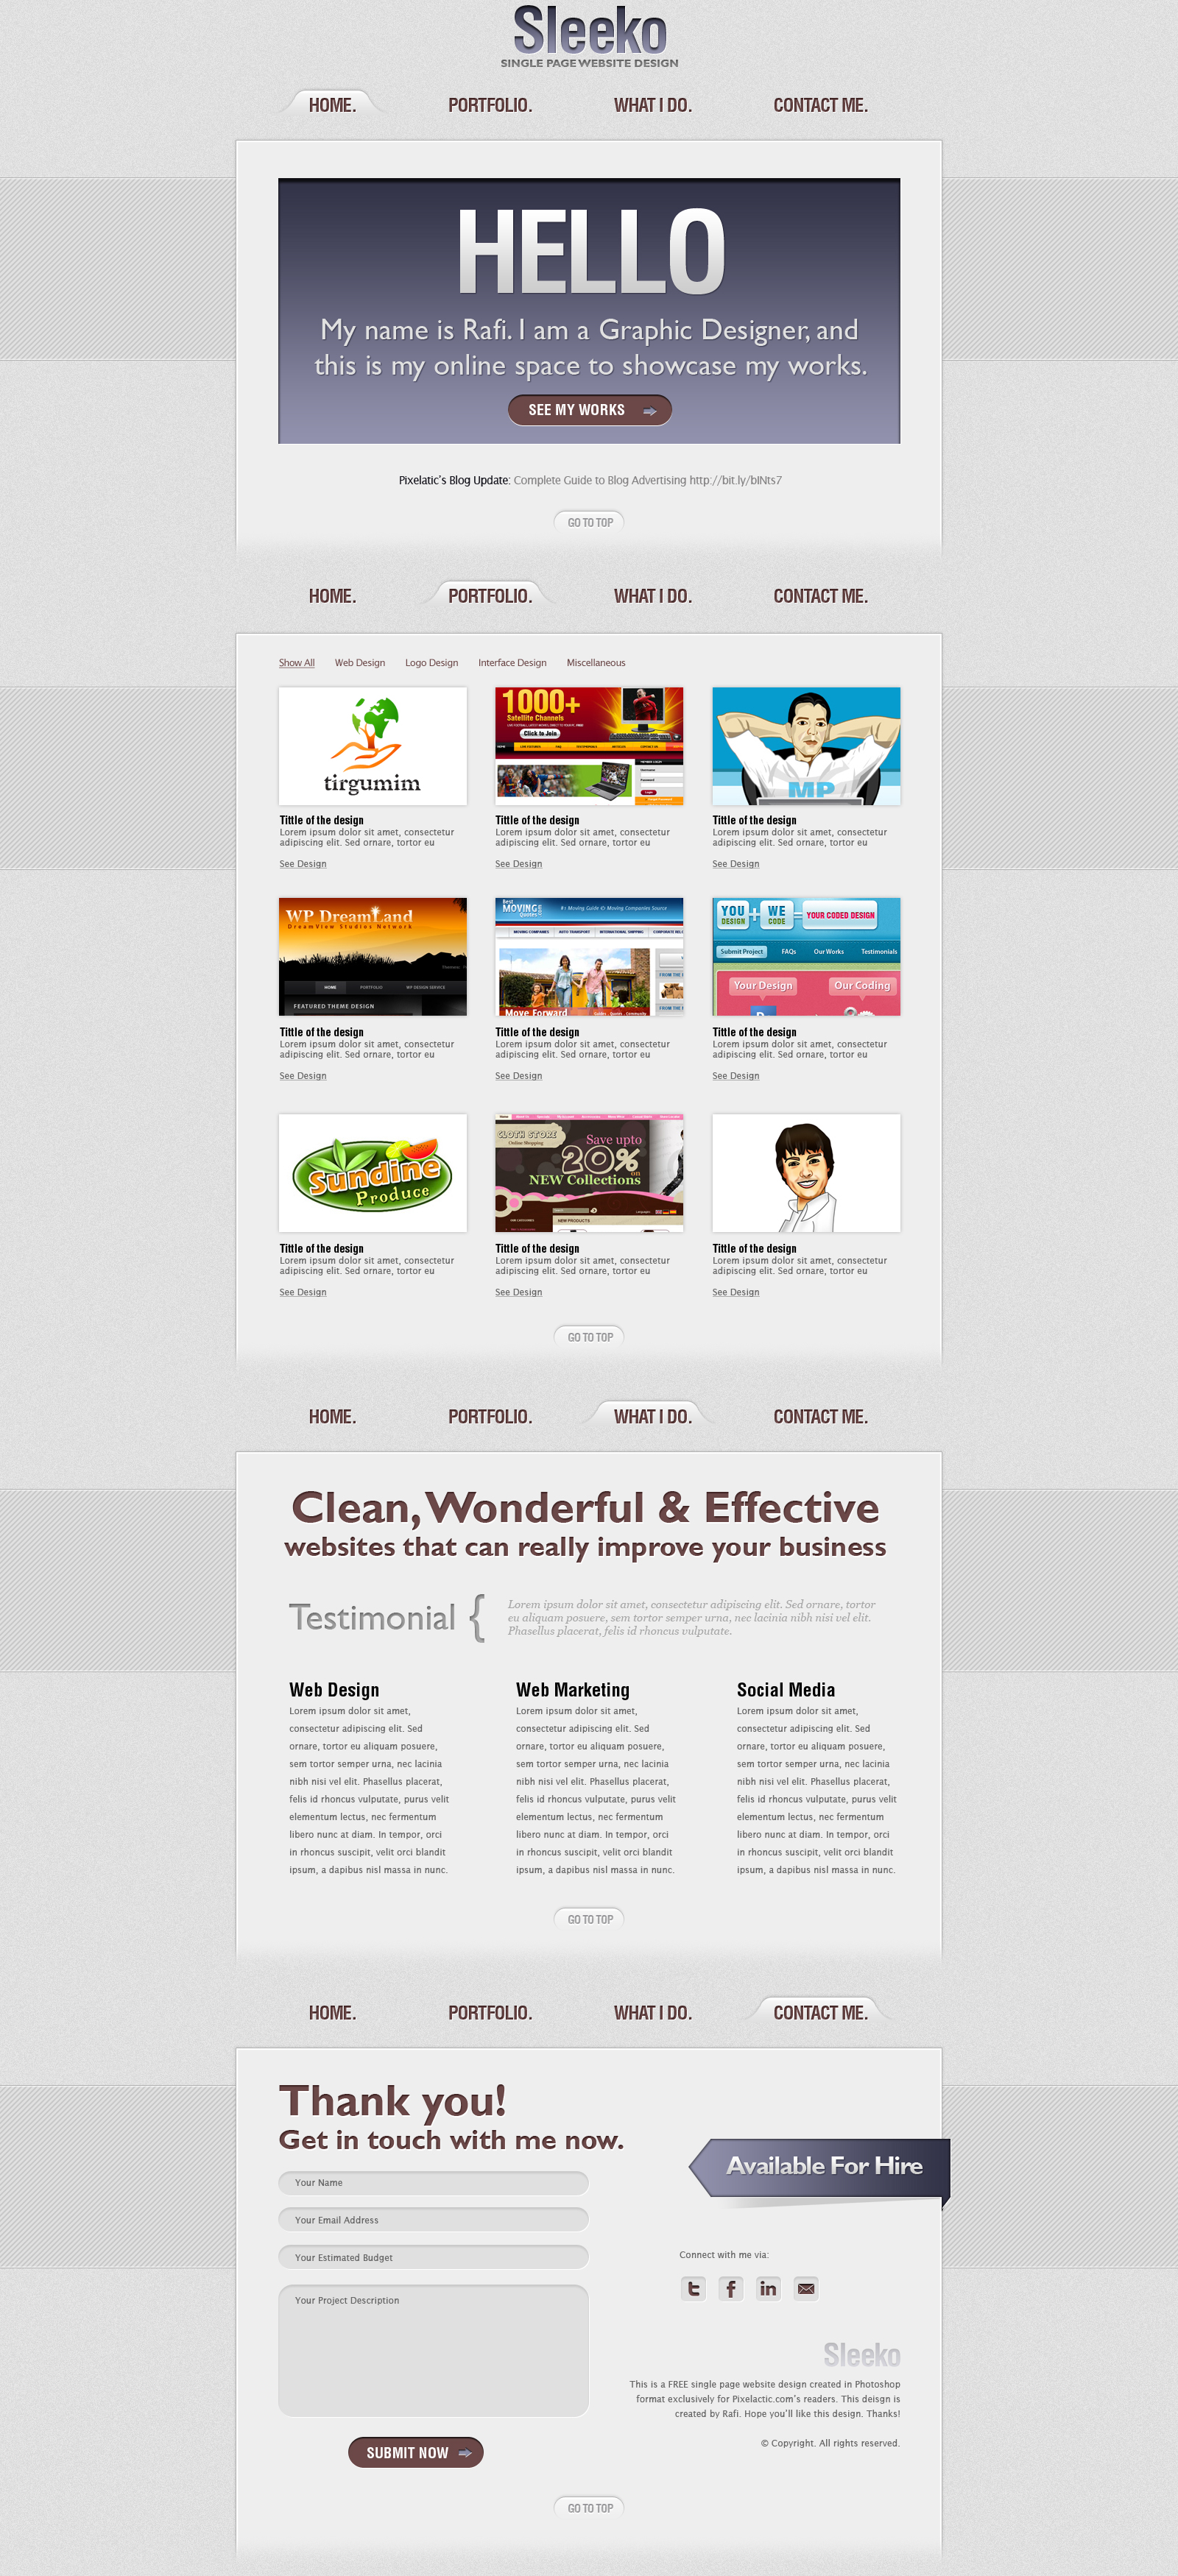 Sleeko
SINGLE PAGE WEBSITE DESIGN
HOME. PORTFOLIO. WHAT I DO. CONTACT ME.
HELLO
My name is Rafi. I am a Graphic Designer, and
this is my online space to showcase my works.
SEE MY WORKS
Pixelatic's Blog Update: Complete Guide to Blog Advertising http://bit.ly/bINts7
GO TO TOP
HOME. PORTFOLIO. WHAT I DO. CONTACT ME.
Show All Web Design Logo Design Interface Design Miscellaneous
tirgumim
Tittle of the design
Lorem ipsum dolor sit amet, consectetur
adipiscing elit. Sed ornare, tortor eu
See Design
1000+
Satellite Channels
Click to Join
Tittle of the design
Lorem ipsum dolor sit amet, consectetur
adipiscing elit. Sed ornare, tortor eu
See Design
MP
Tittle of the design
Lorem ipsum dolor sit amet, consectetur
adipiscing elit. Sed ornare, tortor eu
See Design
WP DreamLand
DreamView Studios Network
HOME PORTFOLIO WP DESIGN SERVICE
FEATURED THEME DESIGN
Tittle of the design
Lorem ipsum dolor sit amet, consectetur
adipiscing elit. Sed ornare, tortor eu
See Design
Best
MOVING
Quotes
#1 Moving Guide & Moving Companies Source
MOVING COMPANIES AUTO TRANSPORT INTERNATIONAL SHIPPING
Move Forward
Tittle of the design
Lorem ipsum dolor sit amet, consectetur
adipiscing elit. Sed ornare, tortor eu
See Design
YOU DESIGN + WE CODE = YOUR CODED DESIGN
Submit Project FAQs Our Works Testimonials
Your Design Our Coding
Tittle of the design
Lorem ipsum dolor sit amet, consectetur
adipiscing elit. Sed ornare, tortor eu
See Design
Sundine
Produce
Tittle of the design
Lorem ipsum dolor sit amet, consectetur
adipiscing elit. Sed ornare, tortor eu
See Design
CLOTH STORE
Online Shopping
Save upto
20% on
NEW Collections
NEW PRODUCTS
Tittle of the design
Lorem ipsum dolor sit amet, consectetur
adipiscing elit. Sed ornare, tortor eu
See Design
Tittle of the design
Lorem ipsum dolor sit amet, consectetur
adipiscing elit. Sed ornare, tortor eu
See Design
GO TO TOP
HOME. PORTFOLIO. WHAT I DO. CONTACT ME.
Clean, Wonderful & Effective
websites that can really improve your business
Testimonial {
Lorem ipsum dolor sit amet, consectetur adipiscing elit. Sed ornare, tortor
eu aliquam posuere, sem tortor semper urna, nec lacinia nibh nisi vel elit.
Phasellus placerat, felis id rhoncus vulputate.
Web Design
Lorem ipsum dolor sit amet,
consectetur adipiscing elit. Sed
ornare, tortor eu aliquam posuere,
sem tortor semper urna, nec lacinia
nibh nisi vel elit. Phasellus placerat,
felis id rhoncus vulputate, purus velit
elementum lectus, nec fermentum
libero nunc at diam. In tempor, orci
in rhoncus suscipit, velit orci blandit
ipsum, a dapibus nisl massa in nunc.
Web Marketing
Lorem ipsum dolor sit amet,
consectetur adipiscing elit. Sed
ornare, tortor eu aliquam posuere,
sem tortor semper urna, nec lacinia
nibh nisi vel elit. Phasellus placerat,
felis id rhoncus vulputate, purus velit
elementum lectus, nec fermentum
libero nunc at diam. In tempor, orci
in rhoncus suscipit, velit orci blandit
ipsum, a dapibus nisl massa in nunc.
Social Media
Lorem ipsum dolor sit amet,
consectetur adipiscing elit. Sed
ornare, tortor eu aliquam posuere,
sem tortor semper urna, nec lacinia
nibh nisi vel elit. Phasellus placerat,
felis id rhoncus vulputate, purus velit
elementum lectus, nec fermentum
libero nunc at diam. In tempor, orci
in rhoncus suscipit, velit orci blandit
ipsum, a dapibus nisl massa in nunc.
GO TO TOP
HOME. PORTFOLIO. WHAT I DO. CONTACT ME.
Thank you!
Get in touch with me now.
Your Name
Your Email Address
Your Estimated Budget
Your Project Description
SUBMIT NOW
Available For Hire
Connect with me via:
t f in
Sleeko
This is a FREE single page website design created in Photoshop
format exclusively for Pixelactic.com's readers. This deisgn is
created by Rafi. Hope you'll like this design. Thanks!
© Copyright. All rights reserved.
GO TO TOP